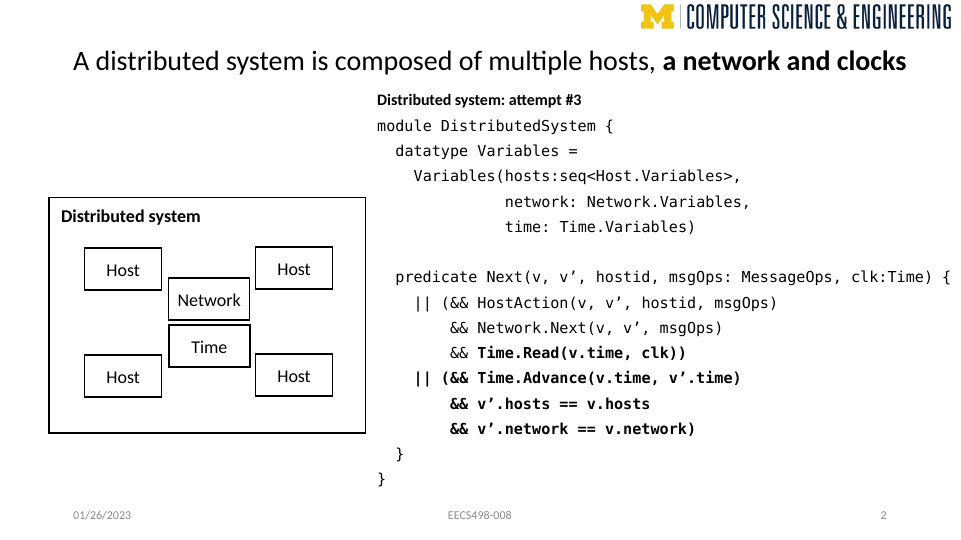 M | COMPUTER SCIENCE & ENGINEERING
A distributed system is composed of multiple hosts, a network and clocks
Distributed system
Host
Host
Network
Time
Host
Host
Distributed system: attempt #3
module DistributedSystem {
  datatype Variables =
    Variables(hosts:seq<Host.Variables>,
              network: Network.Variables,
              time: Time.Variables)
  predicate Next(v, v’, hostid, msgOps: MessageOps, clk:Time) {
    || (&& HostAction(v, v’, hostid, msgOps)
        && Network.Next(v, v’, msgOps)
        && Time.Read(v.time, clk))
    || (&& Time.Advance(v.time, v’.time)
        && v’.hosts == v.hosts
        && v’.network == v.network)
  }
}
01/26/2023
EECS498-008
2